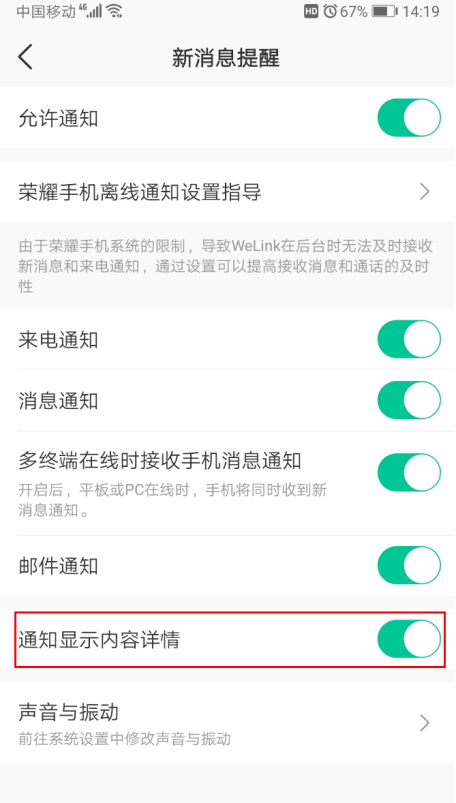 中国移动 46 HD 67% 14:19
新消息提醒
允许通知
荣耀手机离线通知设置指导
由于荣耀手机系统的限制，导致WeLink在后台时无法及时接收
新消息和来电通知，通过设置可以提高接收消息和通话的及时
性
来电通知
消息通知
多终端在线时接收手机消息通知
开启后，平板或PC在线时，手机将同时收到新
消息通知。
邮件通知
通知显示内容详情
声音与振动
前往系统设置中修改声音与振动